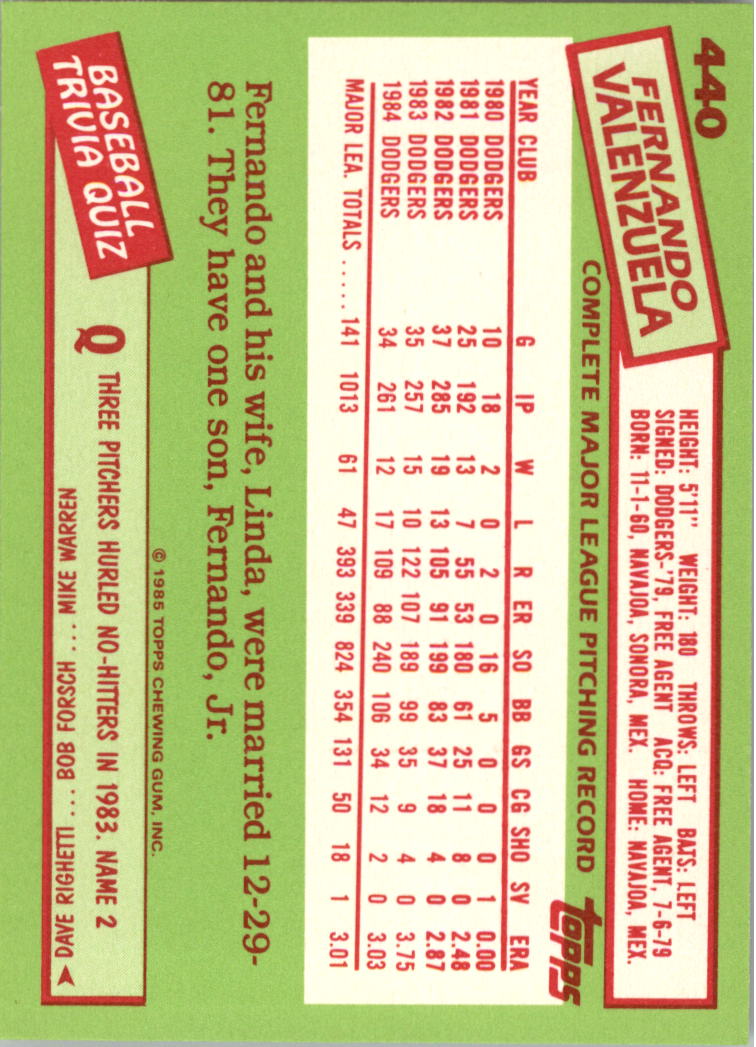 440
FERNANDO
VALENZUELA
HEIGHT: 5'11" WEIGHT: 180 THROWS: LEFT BATS: LEFT
SIGNED: DODGERS-'79, FREE AGENT ACQ: FREE AGENT, 7-6-79
BORN: 11-1-60, NAVAJOA, SONORA, MEX. HOME: NAVAJOA, MEX.
COMPLETE MAJOR LEAGUE PITCHING RECORD
topps
YEAR CLUB G IP W L R ER SO BB GS CG SHO SV ERA
1980 DODGERS 10 18 2 0 2 0 16 5 0 0 0 1 0.00
1981 DODGERS 25 192 13 7 55 53 180 61 25 11 8 0 2.48
1982 DODGERS 37 285 19 13 105 91 199 83 37 18 4 0 2.87
1983 DODGERS 35 257 15 10 122 107 189 99 35 9 4 0 3.75
1984 DODGERS 34 261 12 17 109 88 240 106 34 12 2 0 3.03
MAJOR LEA. TOTALS ...... 141 1013 61 47 393 339 824 354 131 50 18 1 3.01
Fernando and his wife, Linda, were married 12-29-
81. They have one son, Fernando, Jr.
© 1985 TOPPS CHEWING GUM, INC.
BASEBALL
TRIVIA QUIZ
Q THREE PITCHERS HURLED NO-HITTERS IN 1983. NAME 2
DAVE RIGHETTI ... BOB FORSCH ... MIKE WARREN